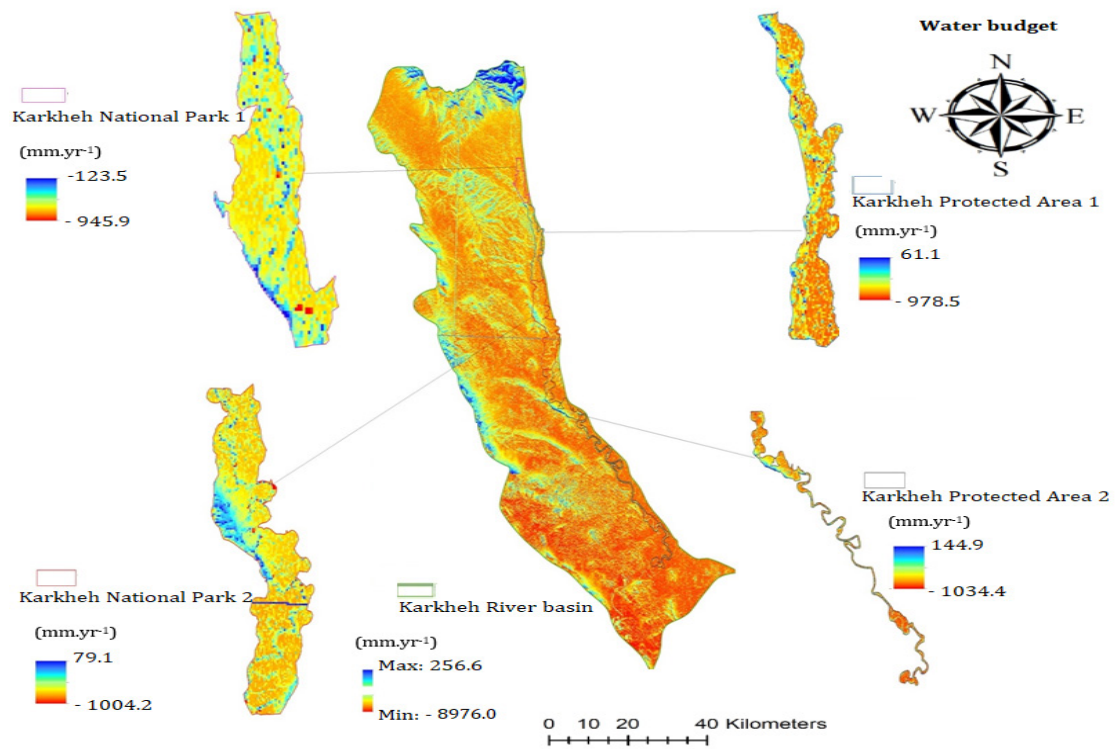 Water budget
N
W
E
S
Karkheh National Park 1
(mm.yr-1)
-123.5
- 945.9
Karkheh Protected Area 1
(mm.yr-1)
61.1
- 978.5
Karkheh National Park 2
(mm.yr-1)
79.1
- 1004.2
Karkheh River basin
(mm.yr-1)
Max: 256.6
Min: - 8976.0
Karkheh Protected Area 2
(mm.yr-1)
144.9
- 1034.4
0 10 20 40 Kilometers